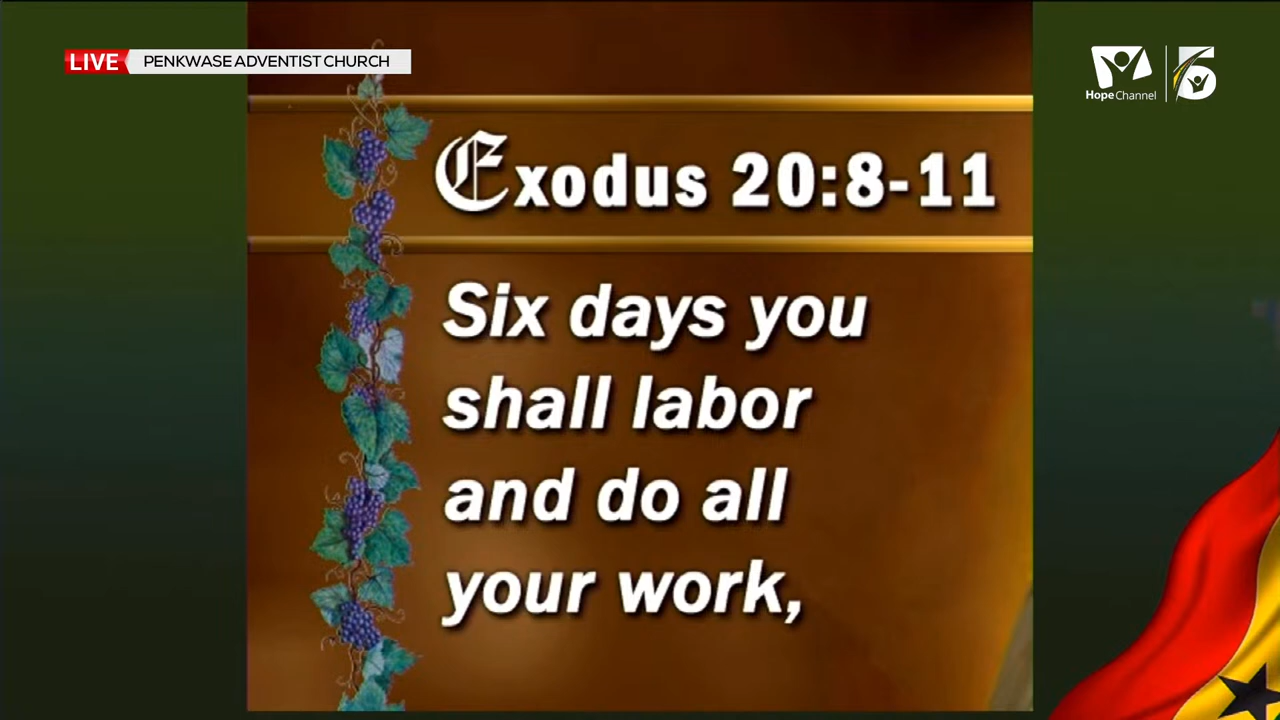 LIVE PENKWASE ADVENTIST CHURCH
Hope Channel 5
Exodus 20:8-11
Six days you
shall labor
and do all
your work,